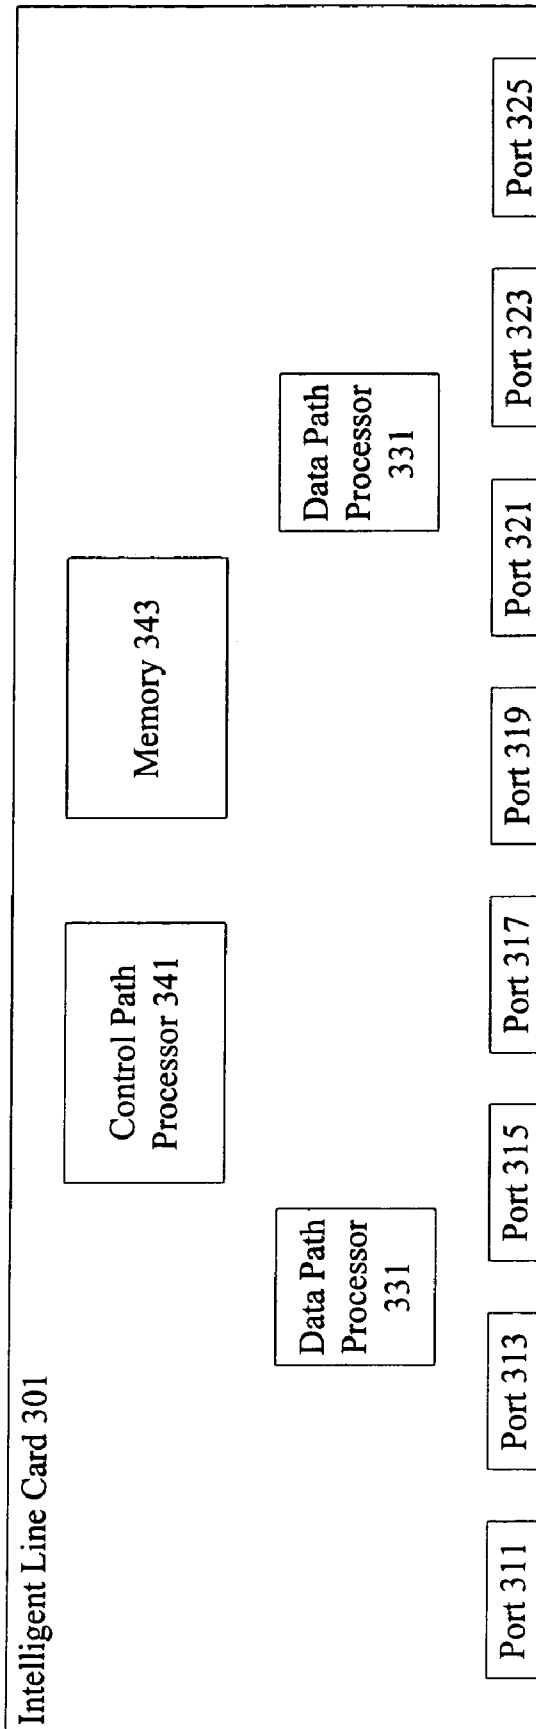 Intelligent Line Card 301
Control Path
Processor 341
Memory 343
Data Path
Processor
331
Data Path
Processor
331
Port 311
Port 313
Port 315
Port 317
Port 319
Port 321
Port 323
Port 325